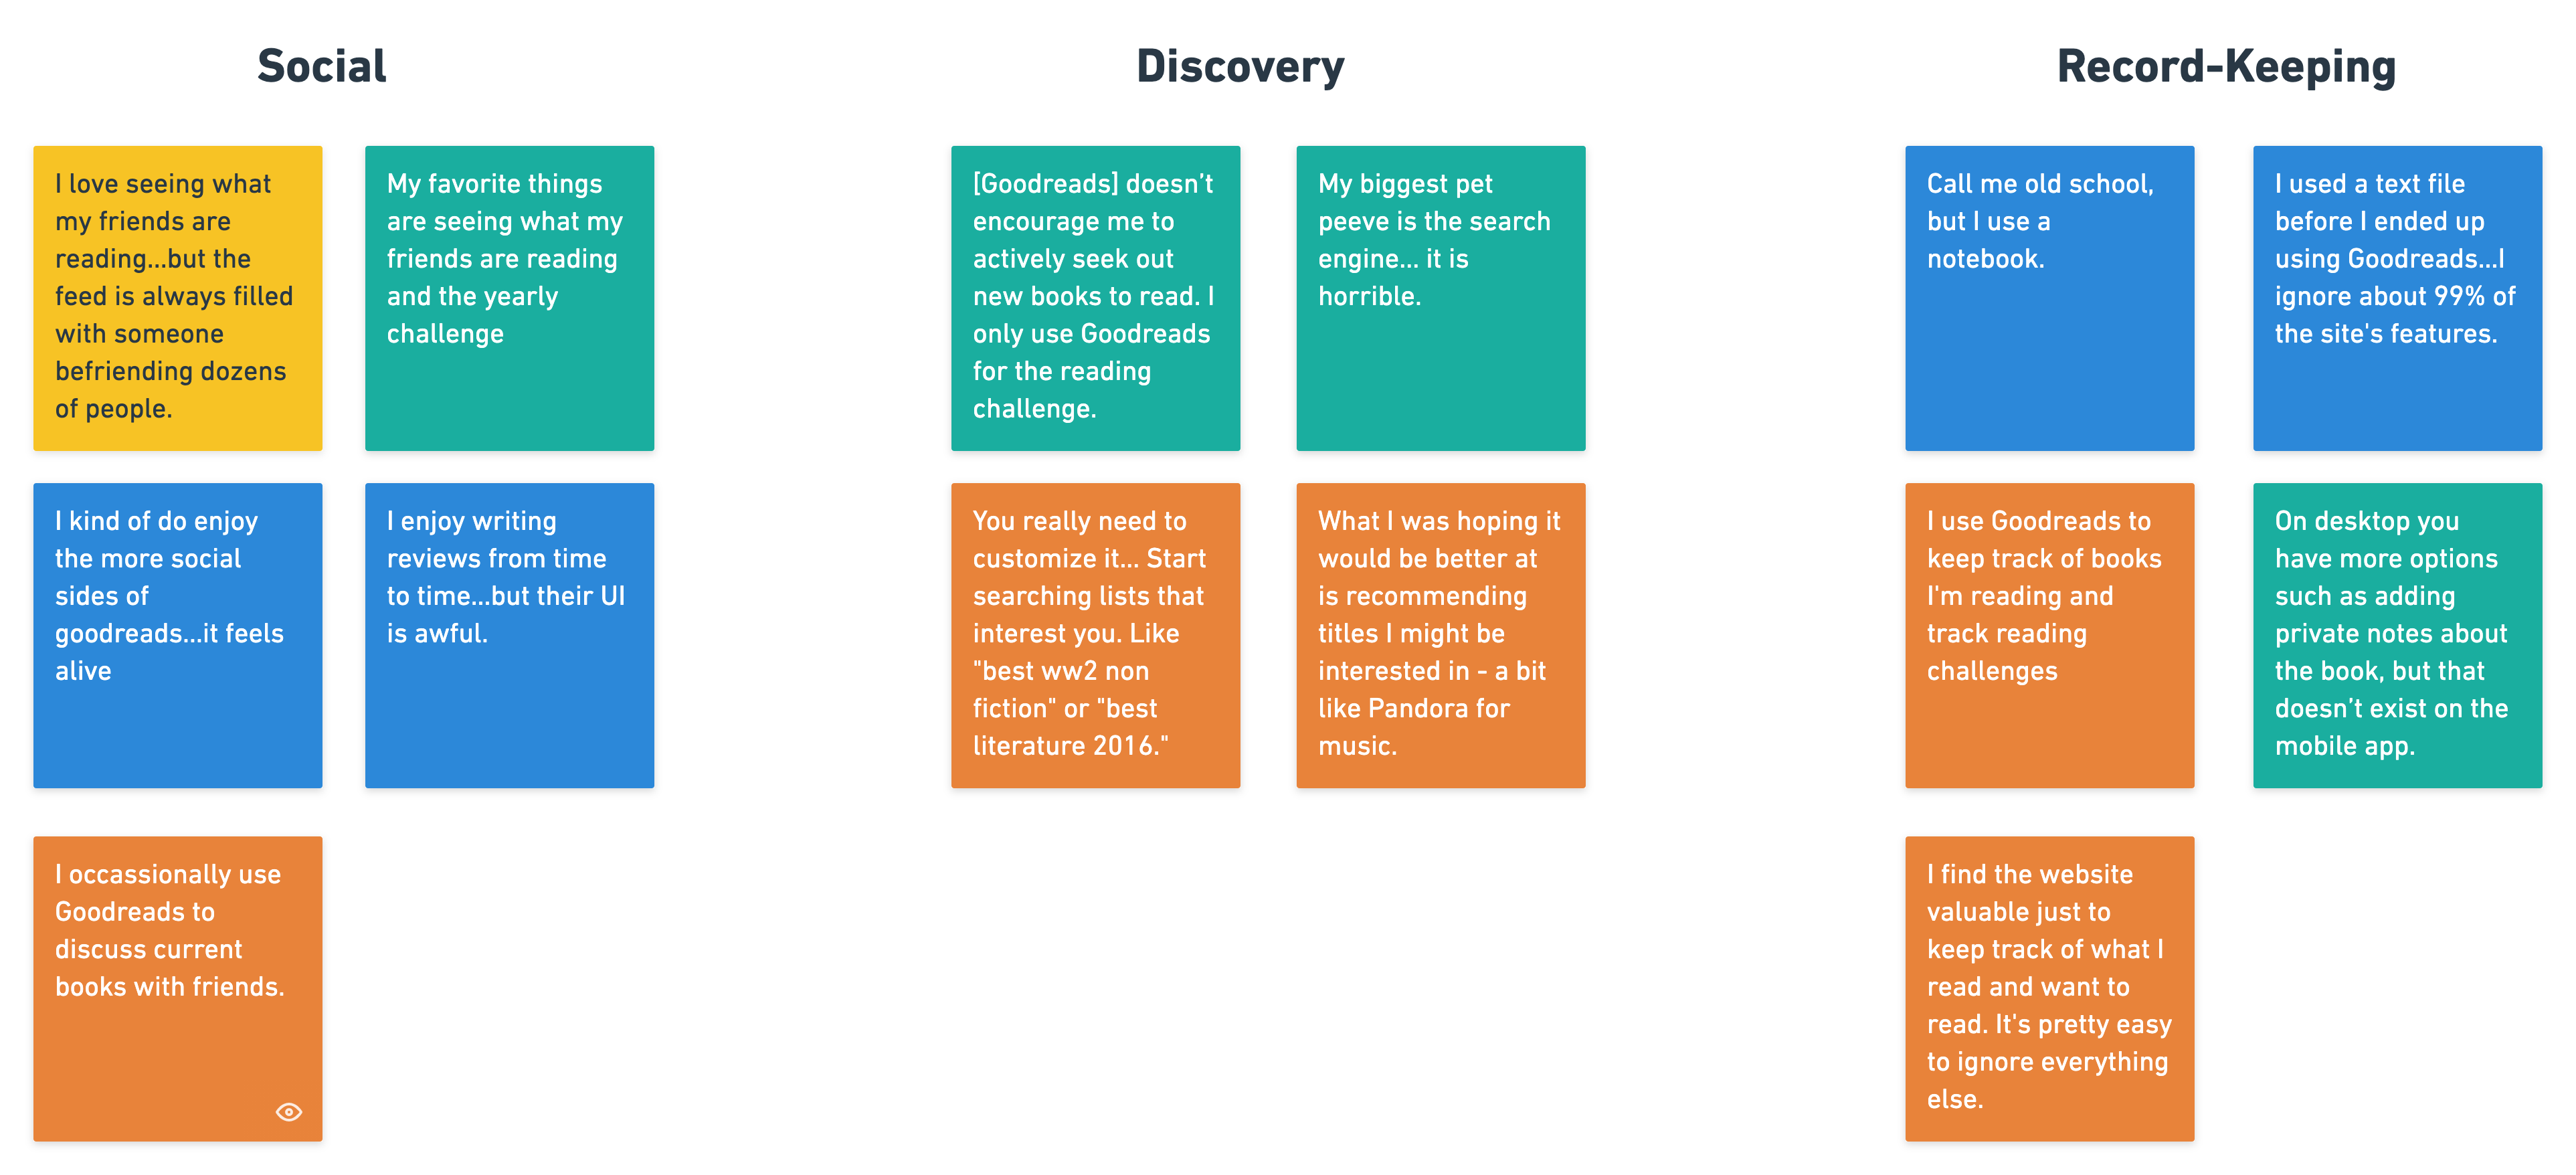 Social
I love seeing what
my friends are
reading...but the
feed is always filled
with someone
befriending dozens
of people.
My favorite things
are seeing what my
friends are reading
and the yearly
challenge
I kind of do enjoy
the more social
sides of
goodreads...it feels
alive
I enjoy writing
reviews from time
to time...but their UI
is awful.
I occassionally use
Goodreads to
discuss current
books with friends.
Discovery
[Goodreads] doesn’t
encourage me to
actively seek out
new books to read. I
only use Goodreads
for the reading
challenge.
My biggest pet
peeve is the search
engine... it is
horrible.
You really need to
customize it... Start
searching lists that
interest you. Like
"best ww2 non
fiction" or "best
literature 2016."
What I was hoping it
would be better at
is recommending
titles I might be
interested in - a bit
like Pandora for
music.
Record-Keeping
Call me old school,
but I use a
notebook.
I used a text file
before I ended up
using Goodreads...I
ignore about 99% of
the site's features.
I use Goodreads to
keep track of books
I'm reading and
track reading
challenges
On desktop you
have more options
such as adding
private notes about
the book, but that
doesn’t exist on the
mobile app.
I find the website
valuable just to
keep track of what I
read and want to
read. It's pretty easy
to ignore everything
else.